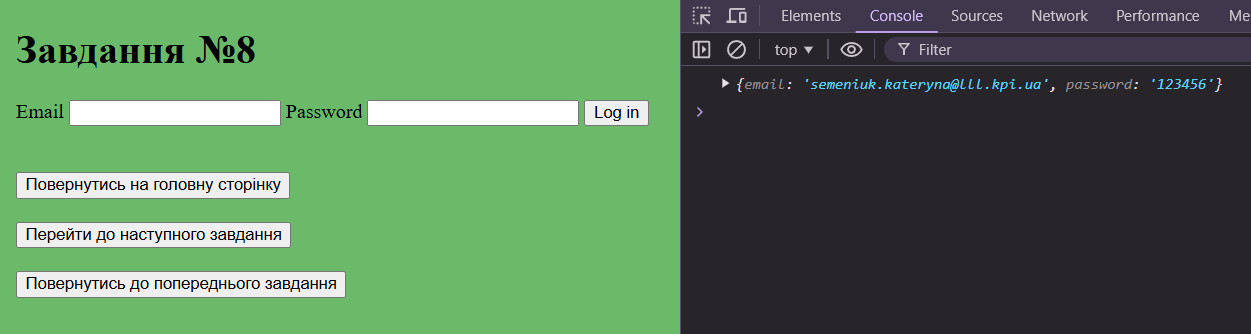 Завдання №8
Email Password Log in
Повернутись на головну сторінку
Перейти до наступного завдання
Повернутись до попереднього завдання
Elements Console Sources Network Performance Me
top Filter
{email: 'semeniuk.kateryna@lll.kpi.ua', password: '123456'}